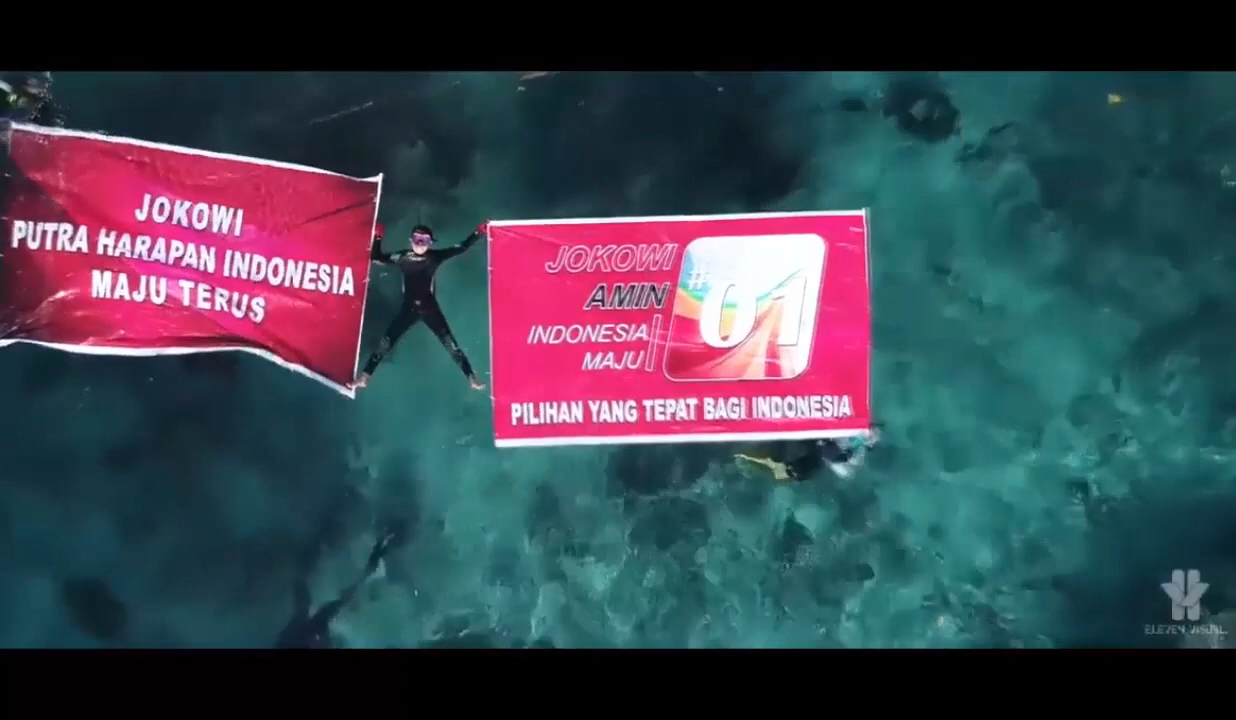 JOKOWI
PUTRA HARAPAN INDONESIA
MAJU TERUS
JOKOWI
AMIN
INDONESIA
MAJU
#01
PILIHAN YANG TEPAT BAGI INDONESIA
ELEVEN VISUAL